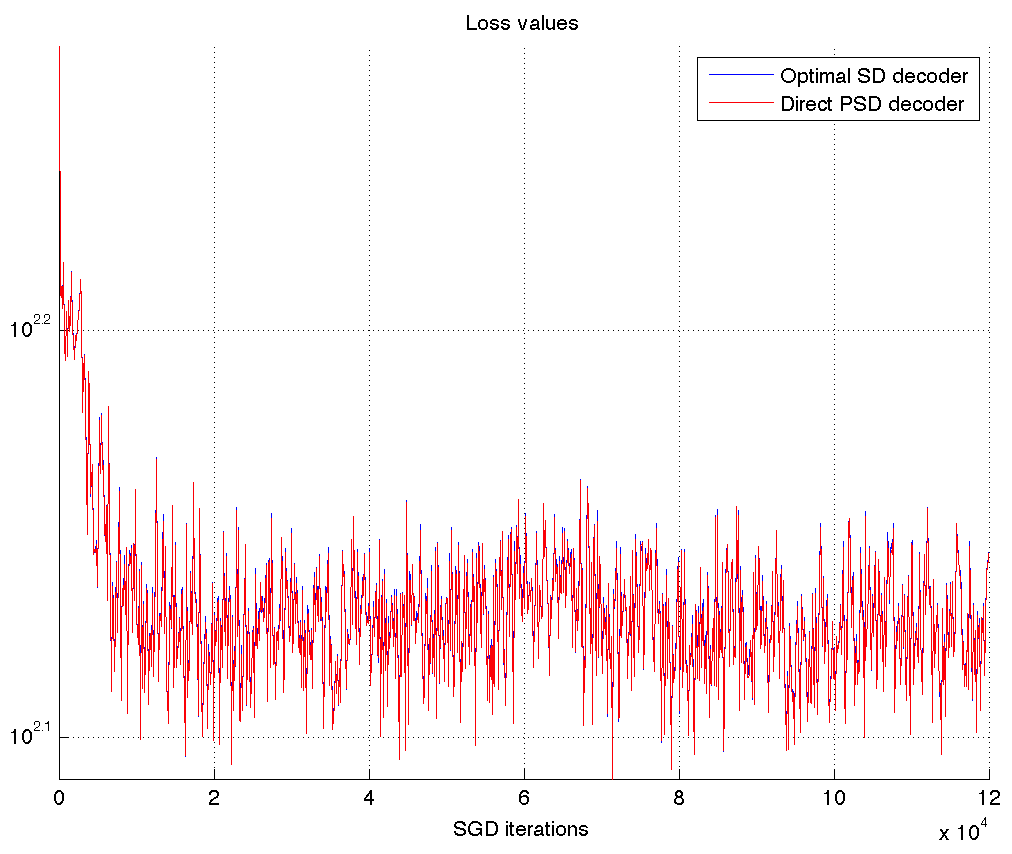 Loss values
Optimal SD decoder
Direct PSD decoder
10^2.2
10^2.1
0 2 4 6 8 10 12
SGD iterations
x 10^4